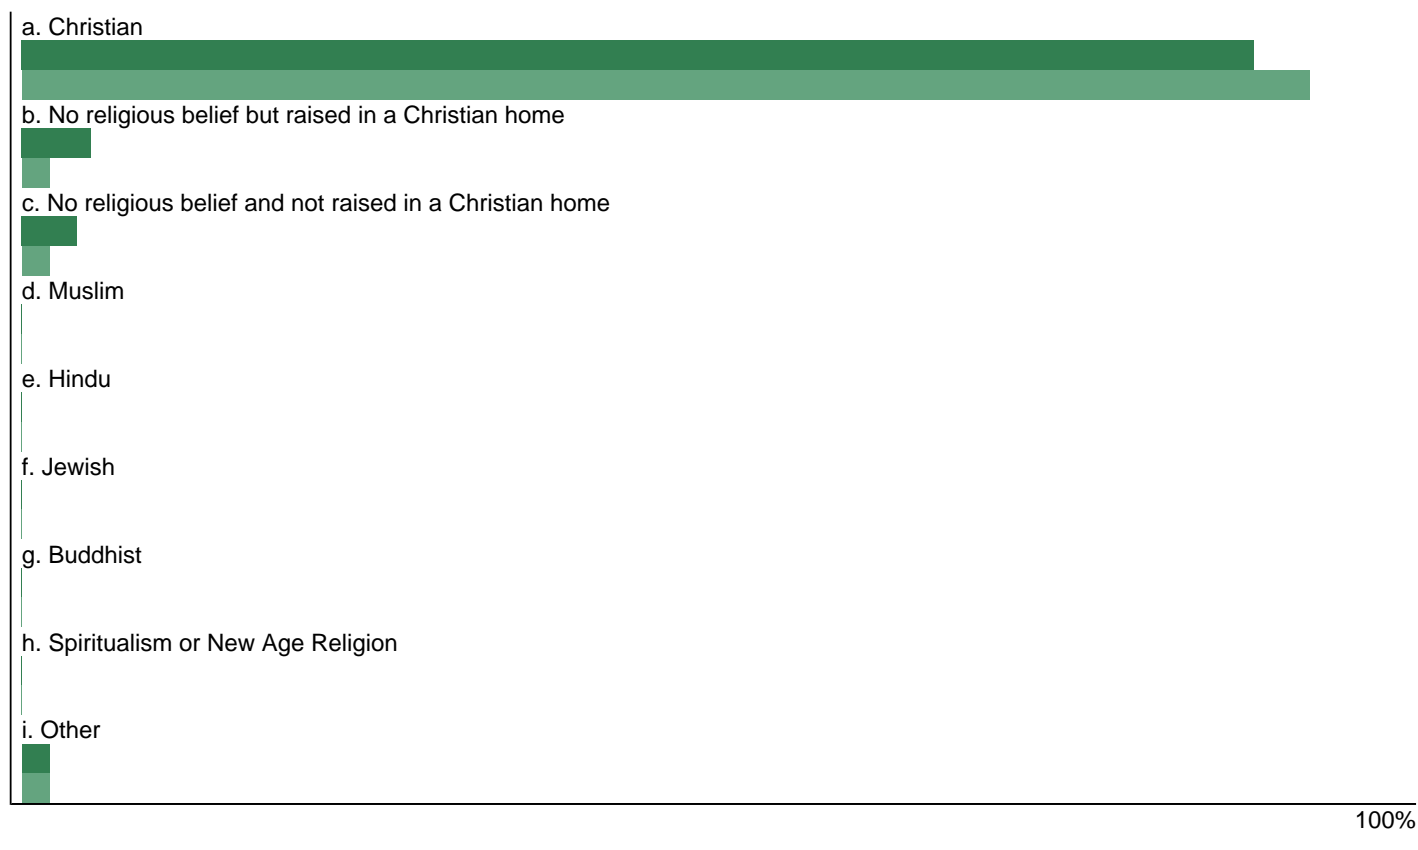 a. Christian
b. No religious belief but raised in a Christian home
c. No religious belief and not raised in a Christian home
d. Muslim
e. Hindu
f. Jewish
g. Buddhist
h. Spiritualism or New Age Religion
i. Other
100%